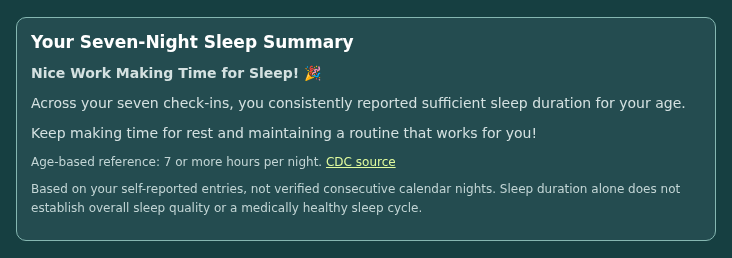 Your Seven-Night Sleep Summary
Nice Work Making Time for Sleep! 🎉
Across your seven check-ins, you consistently reported sufficient sleep duration for your age.
Keep making time for rest and maintaining a routine that works for you!
Age-based reference: 7 or more hours per night. CDC source
Based on your self-reported entries, not verified consecutive calendar nights. Sleep duration alone does not
establish overall sleep quality or a medically healthy sleep cycle.